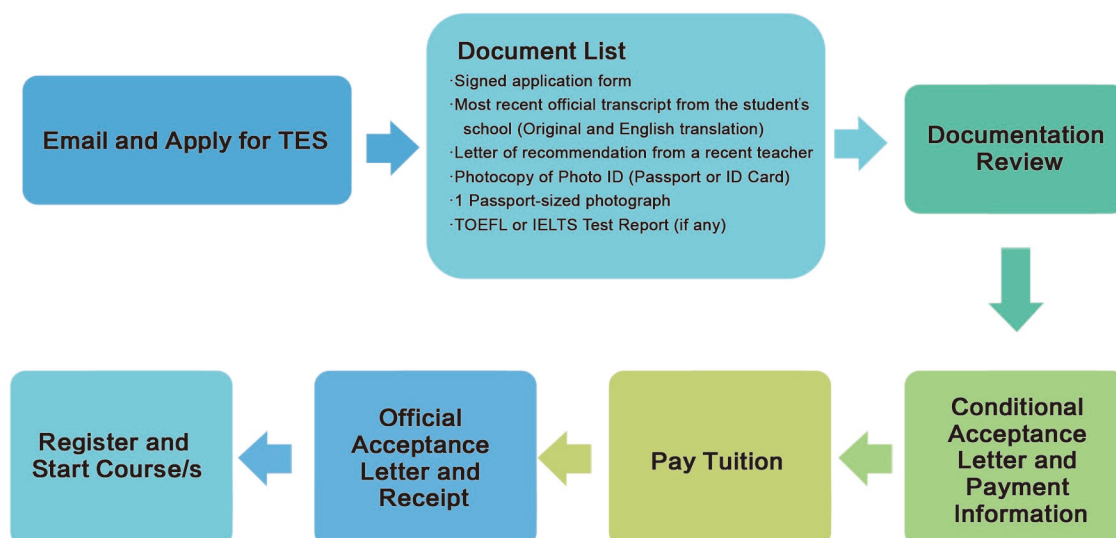 Email and Apply for TES
Document List
·Signed application form
·Most recent official transcript from the student's
school (Original and English translation)
·Letter of recommendation from a recent teacher
·Photocopy of Photo ID (Passport or ID Card)
·1 Passport-sized photograph
·TOEFL or IELTS Test Report (if any)
Documentation
Review
Conditional
Acceptance
Letter and
Payment
Information
Pay Tuition
Official
Acceptance
Letter and
Receipt
Register and
Start Course/s